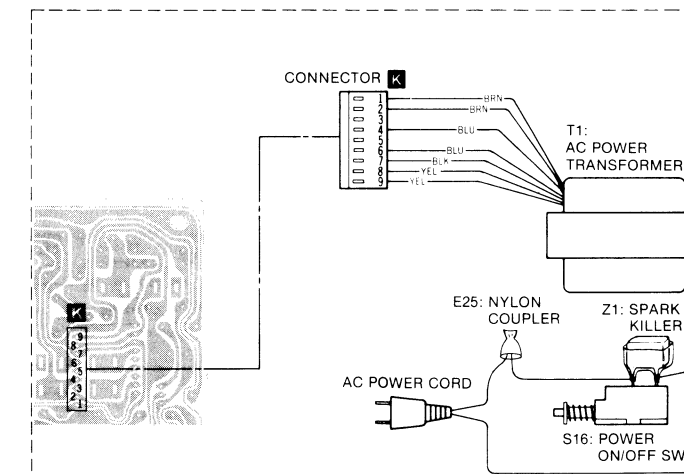 CONNECTOR K
1 BRN
2 BRN
3
4 BLU
5
6 BLU
7 BLK
8 YEL
9 YEL
T1:
AC POWER
TRANSFORMER
K
9
8
7
6
5
4
3
2
1
E25: NYLON
COUPLER
Z1: SPARK
KILLER
AC POWER CORD
S16: POWER
ON/OFF SW